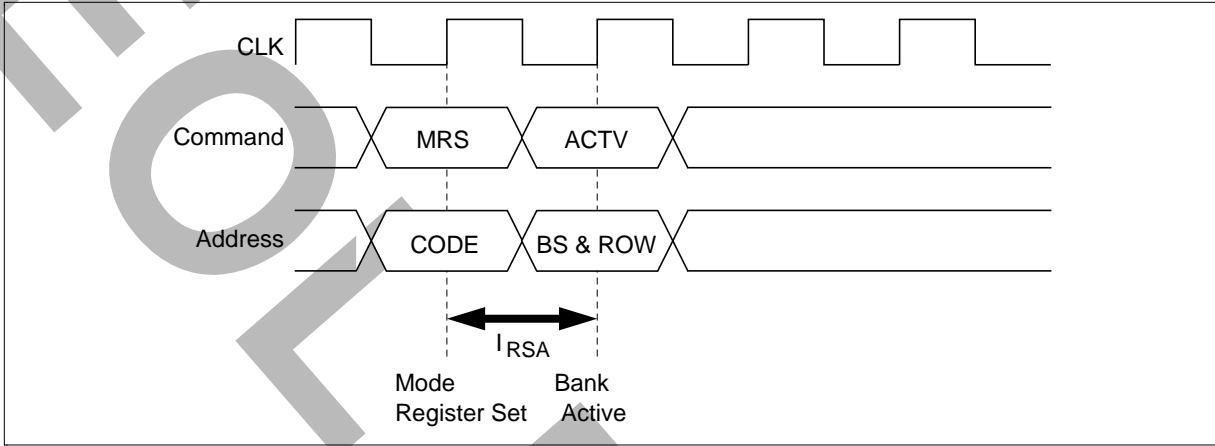 CLK
Command MRS ACTV
Address CODE BS & ROW
I RSA
Mode Bank
Register Set Active